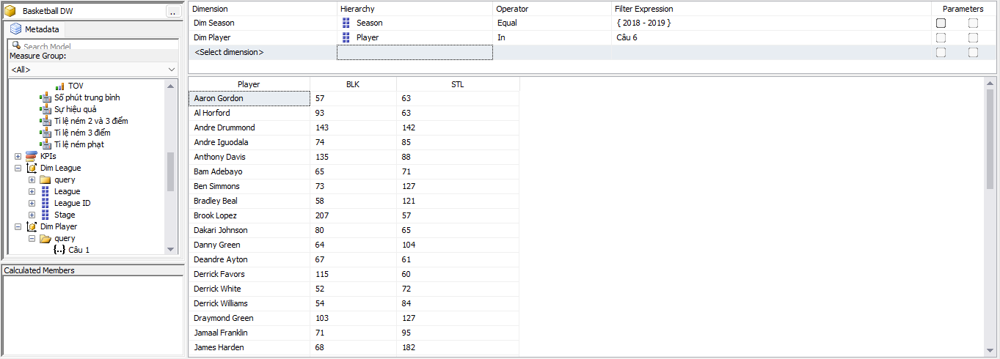 Basketball DW
..
Metadata
Search Model
Measure Group:
<All>
TOV
Số phút trung bình
Sự hiệu quả
Tỉ lệ ném 2 và 3 điểm
Tỉ lệ ném 3 điểm
Tỉ lệ ném phạt
KPIs
Dim League
query
League
League ID
Stage
Dim Player
query
Câu 1
Calculated Members
Dimension Hierarchy Operator Filter Expression Parameters
Dim Season Season Equal { 2018 - 2019 }
Dim Player Player In Câu 6
<Select dimension>
Player BLK STL
Aaron Gordon 57 63
Al Horford 93 63
Andre Drummond 143 142
Andre Iguodala 74 85
Anthony Davis 135 88
Bam Adebayo 65 71
Ben Simmons 73 127
Bradley Beal 58 121
Brook Lopez 207 57
Dakari Johnson 80 65
Danny Green 64 104
Deandre Ayton 67 61
Derrick Favors 115 60
Derrick White 52 72
Derrick Williams 54 84
Draymond Green 103 127
Jamaal Franklin 71 95
James Harden 68 182